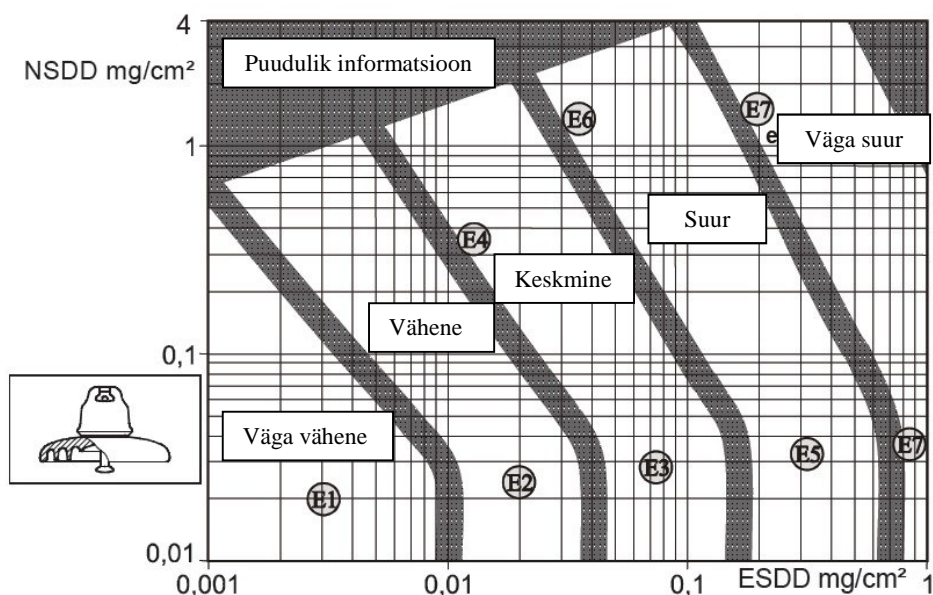 4
NSDD mg/cm²
Puudulik informatsioon
E6
E7
e
Väga suur
1
Suur
E4
Keskmine
Vähene
0,1
Väga vähene
E1
E2
E3
E5
E7
0,01
0,001
0,01
0,1
ESDD mg/cm²
1